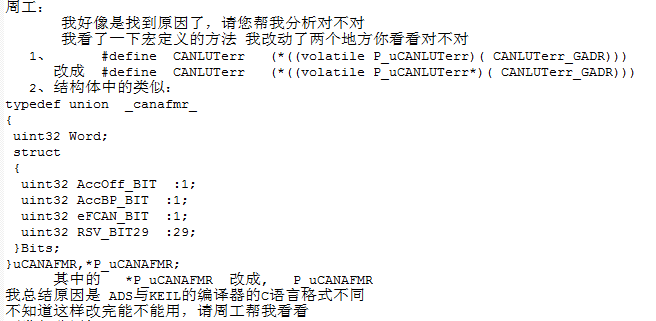 周工:
我好像是找到原因了，请您帮我分析对不对
我看了一下宏定义的方法 我改动了两个地方你看看对不对
1、 #define CANLUTerr (*((volatile P_uCANLUTerr)( CANLUTerr_GADR)))
改成 #define CANLUTerr (*((volatile P_uCANLUTerr*)( CANLUTerr_GADR)))
2、结构体中的类似:
typedef union _canafmr_
{
uint32 Word;
struct
{
uint32 AccOff_BIT :1;
uint32 AccBP_BIT :1;
uint32 eFCAN_BIT :1;
uint32 RSV_BIT29 :29;
}Bits;
}uCANAFMR,*P_uCANAFMR;
其中的 *P_uCANAFMR 改成, P_uCANAFMR
我总结原因是 ADS与KEIL的编译器的C语言格式不同
不知道这样改完能不能用，请周工帮我看看